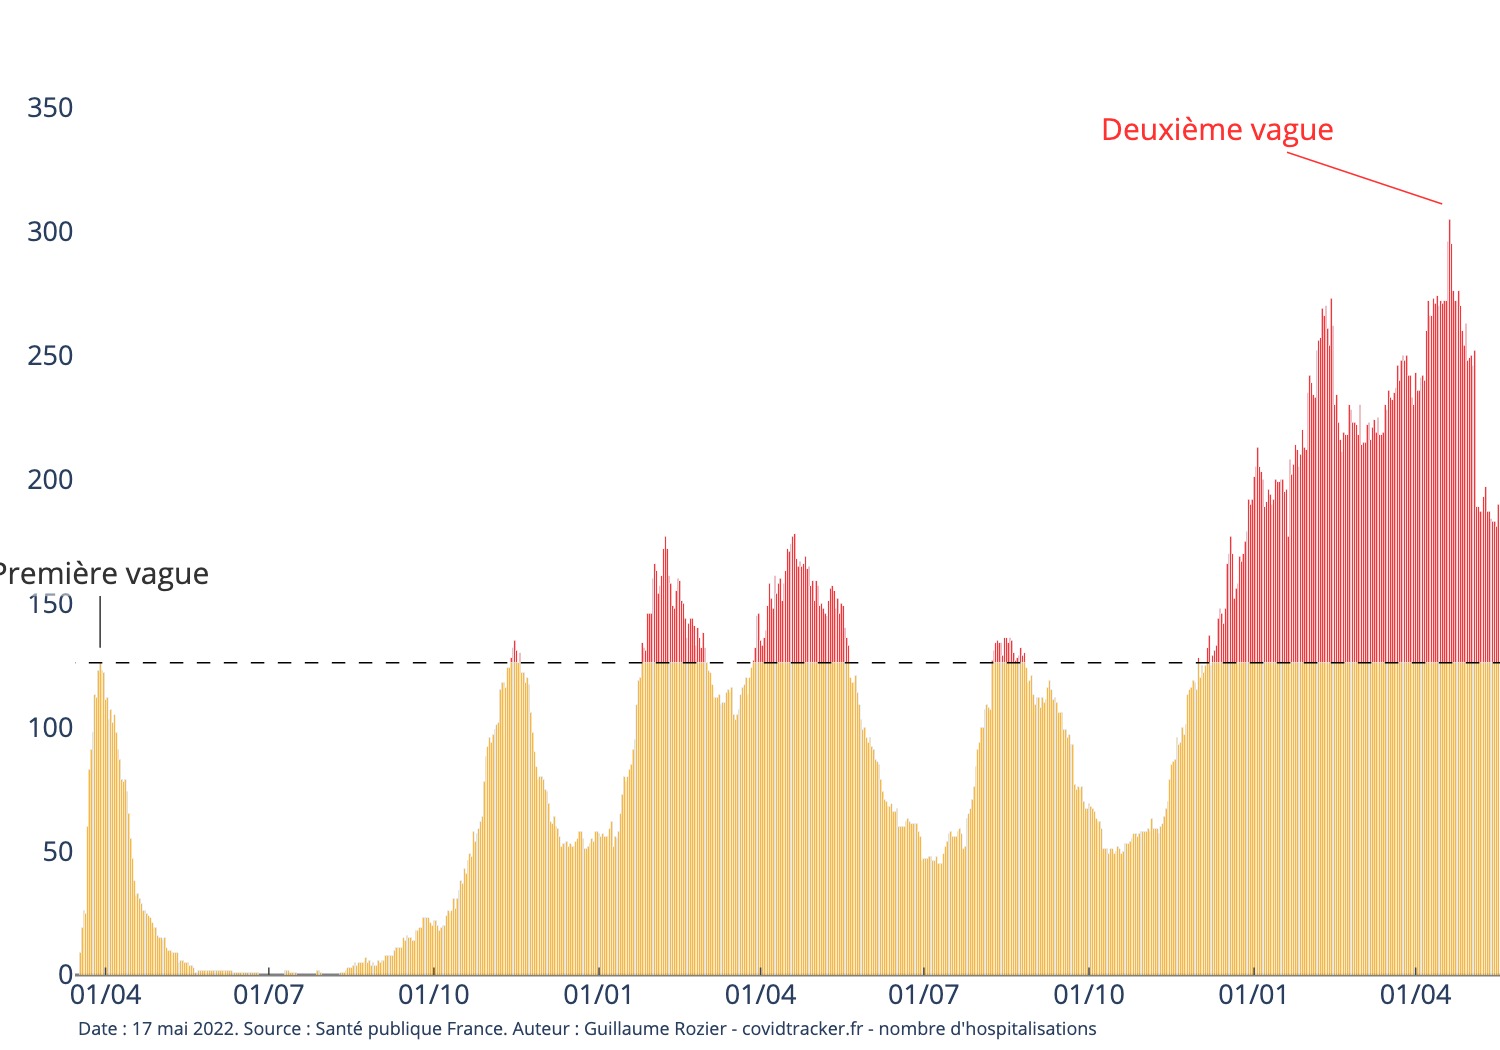 350
Deuxième vague
300
250
200
Première vague
150
100
50
0
01/04 01/07 01/10 01/01 01/04 01/07 01/10 01/01 01/04
Date : 17 mai 2022. Source : Santé publique France. Auteur : Guillaume Rozier - covidtracker.fr - nombre d'hospitalisations